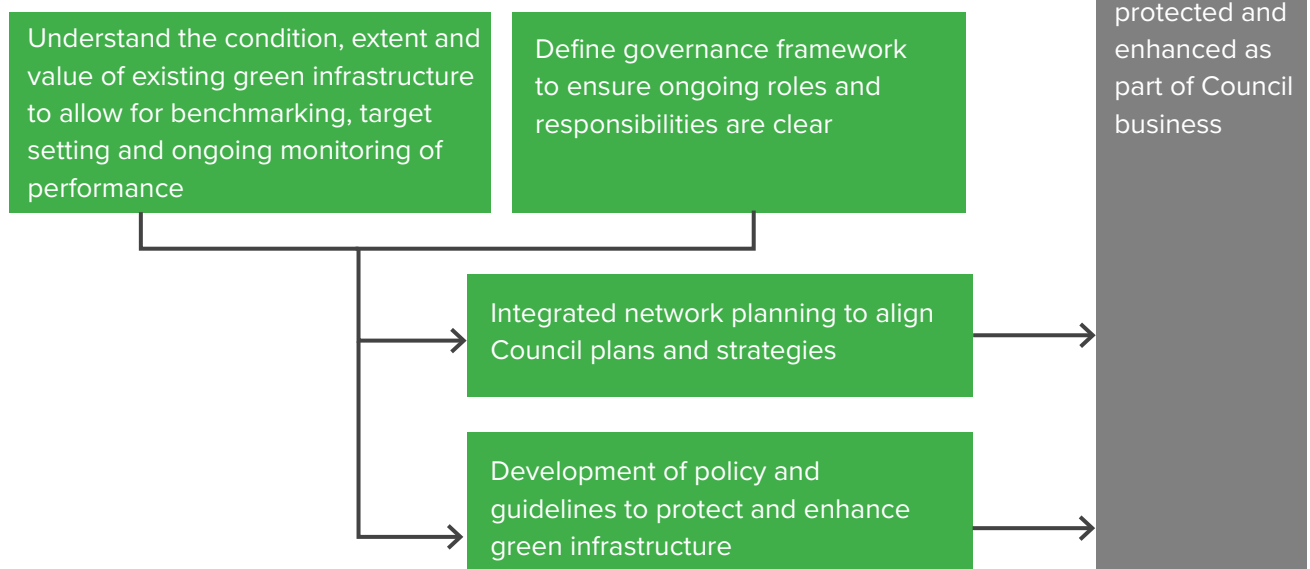 Understand the condition, extent and
value of existing green infrastructure
to allow for benchmarking, target
setting and ongoing monitoring of
performance
Define governance framework
to ensure ongoing roles and
responsibilities are clear
protected and
enhanced as
part of Council
business
Integrated network planning to align
Council plans and strategies
Development of policy and
guidelines to protect and enhance
green infrastructure